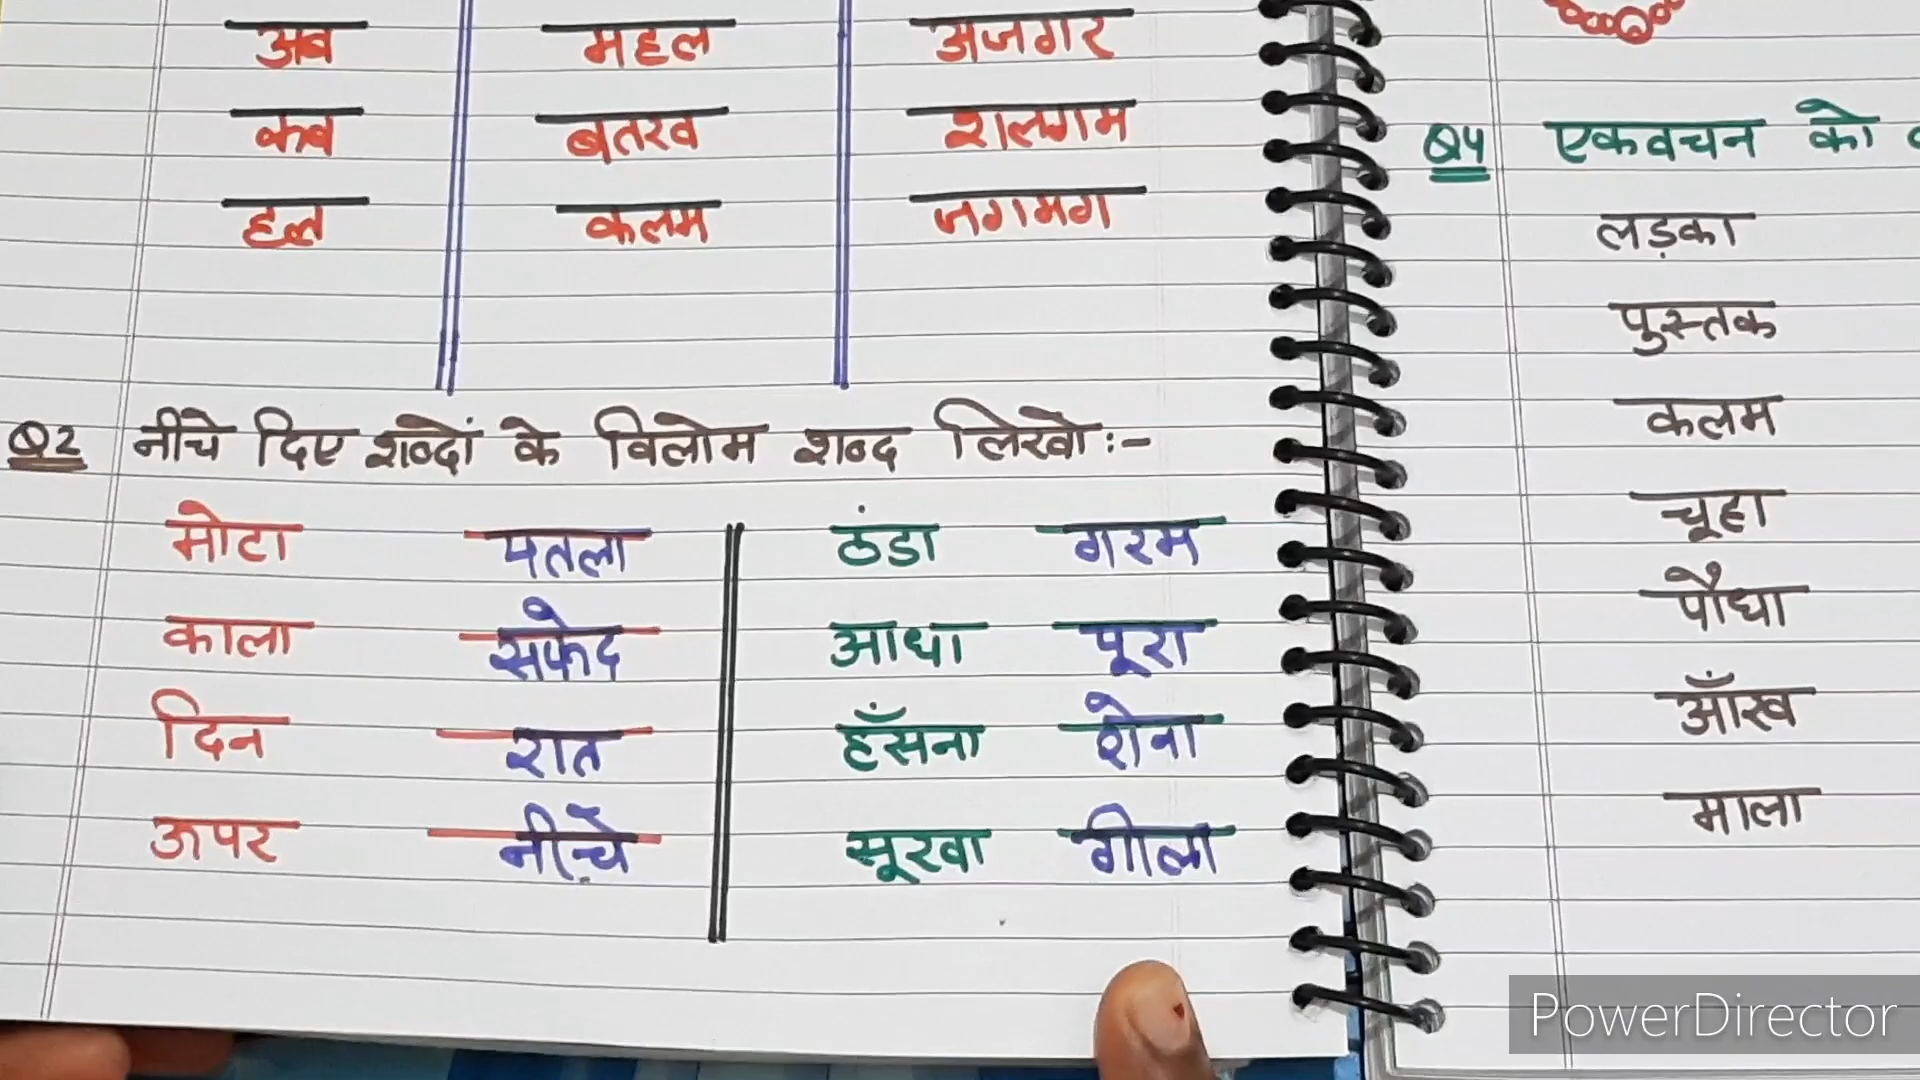 अब महल अजगर
कब बतख शलगम
हल कलम जगमग
Q2 नीचे दिए शब्दों के विलोम शब्द लिखो :-
मोटा पतला ठंडा गरम
काला सफेद आधा पूरा
दिन रात हँसना रोना
ऊपर नीचे सूखा गीला
Q4 एकवचन को
लड़का
पुस्तक
कलम
चूहा
पौधा
आँख
माला
PowerDirector